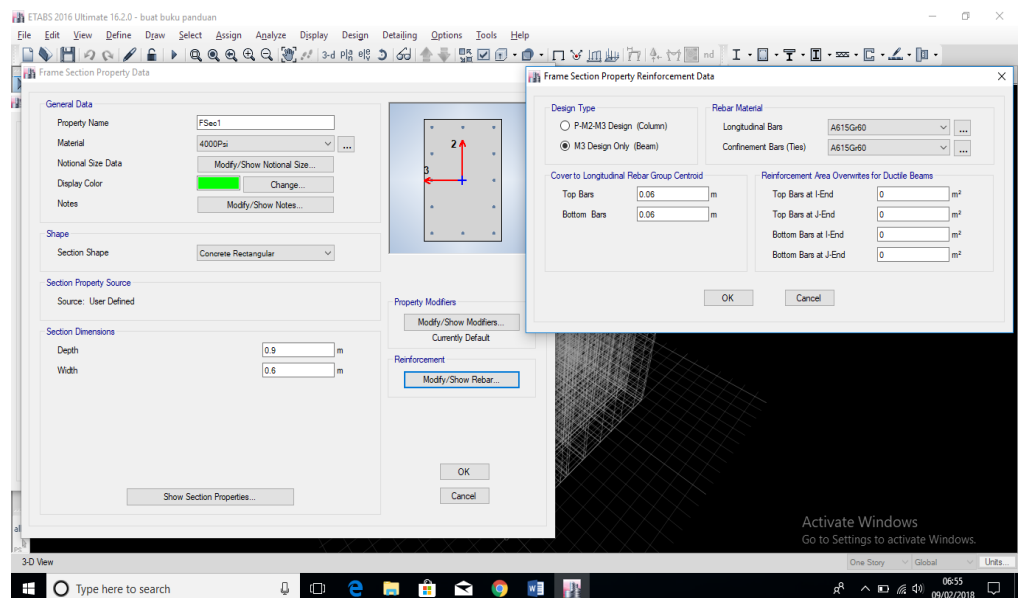 ETABS 2016 Ultimate 16.2.0 - buat buku panduan
File Edit View Define Draw Select Assign Analyze Display Design Detailing Options Tools Help
3-d
nd
Frame Section Property Data
General Data
Property Name FSec1
Material 4000Psi ...
Notional Size Data Modify/Show Notional Size...
Display Color Change...
Notes Modify/Show Notes...
2
3
Shape
Section Shape Concrete Rectangular
Section Property Source
Source: User Defined
Section Dimensions
Depth 0.9 m
Width 0.6 m
Property Modifiers
Modify/Show Modifiers...
Currently Default
Reinforcement
Modify/Show Rebar...
OK
Cancel
Show Section Properties...
Frame Section Property Reinforcement Data
Design Type
P-M2-M3 Design (Column)
M3 Design Only (Beam)
Rebar Material
Longitudinal Bars A615Gr60 ...
Confinement Bars (Ties) A615Gr60 ...
Cover to Longitudinal Rebar Group Centroid
Top Bars 0.06 m
Bottom Bars 0.06 m
Reinforcement Area Overwrites for Ductile Beams
Top Bars at I-End 0 m²
Top Bars at J-End 0 m²
Bottom Bars at I-End 0 m²
Bottom Bars at J-End 0 m²
OK Cancel
Activate Windows
Go to Settings to activate Windows.
3-D View
One Story Global Units...
Type here to search
06:55
09/02/2018